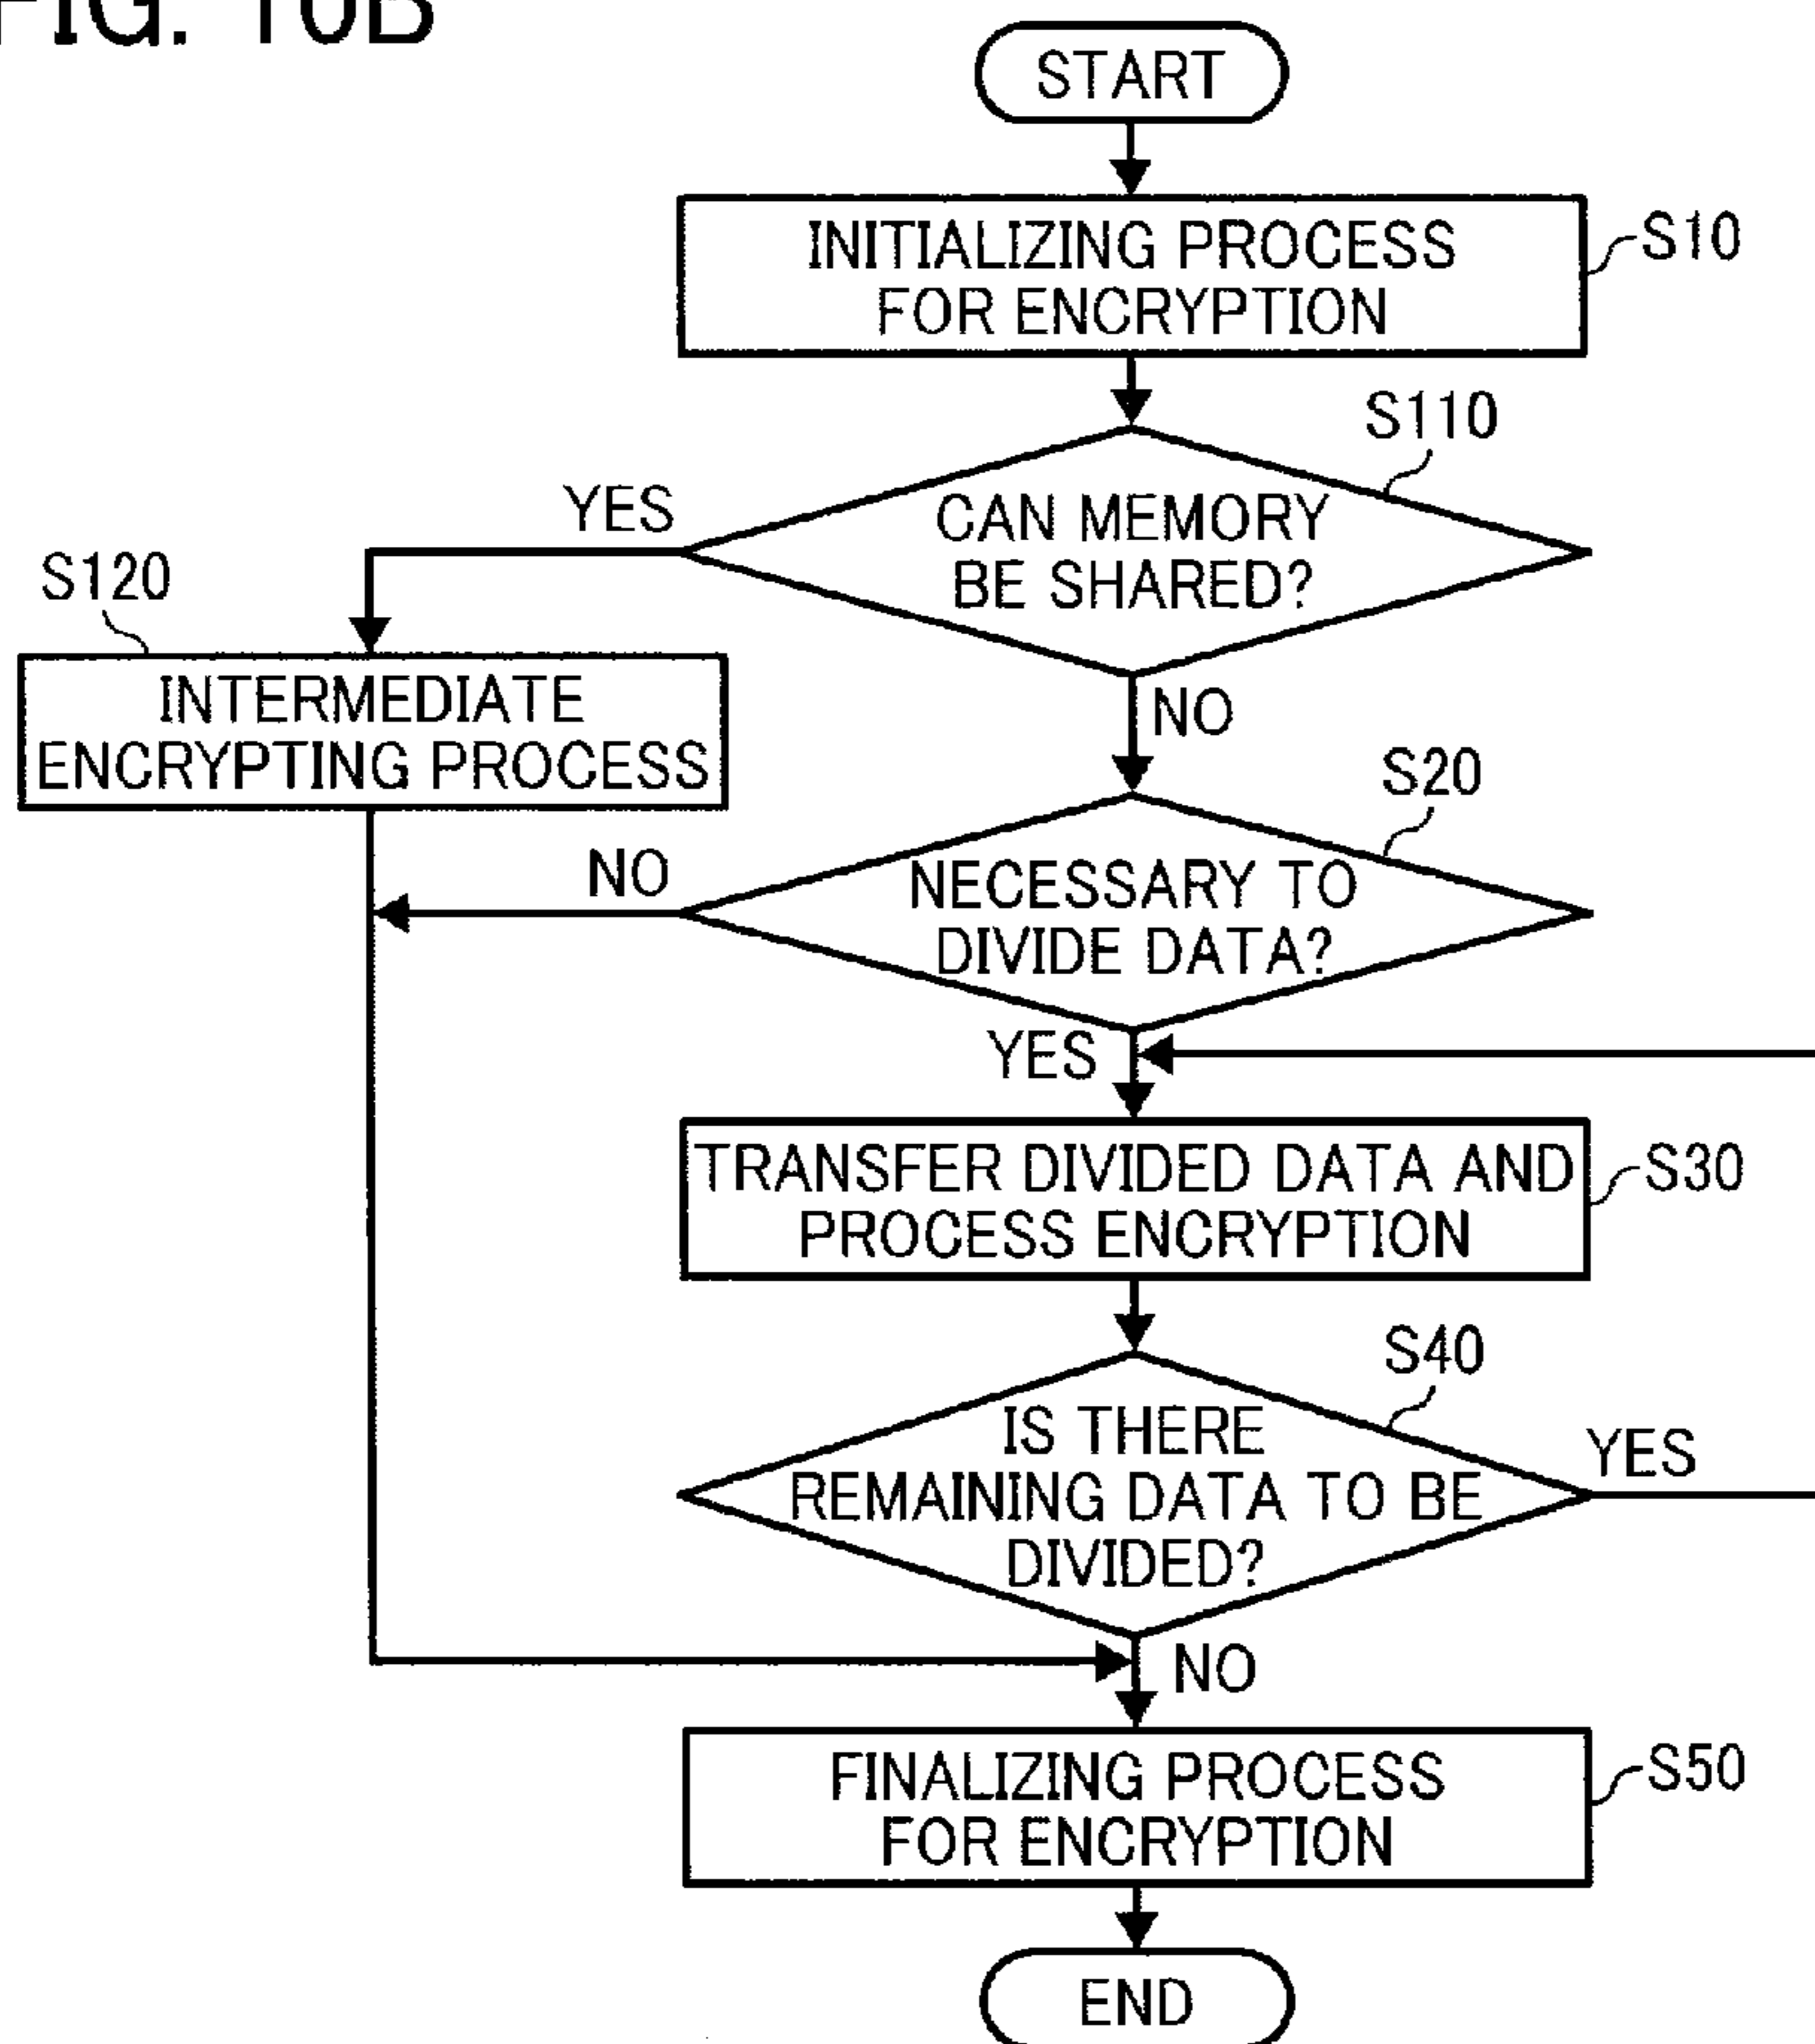 FIG. 10B
START
INITIALIZING PROCESS
FOR ENCRYPTION
S10
S110
CAN MEMORY
BE SHARED?
YES
NO
S120
INTERMEDIATE
ENCRYPTING PROCESS
S20
NECESSARY TO
DIVIDE DATA?
NO
YES
TRANSFER DIVIDED DATA AND
PROCESS ENCRYPTION
S30
S40
IS THERE
REMAINING DATA TO BE
DIVIDED?
YES
NO
FINALIZING PROCESS
FOR ENCRYPTION
S50
END